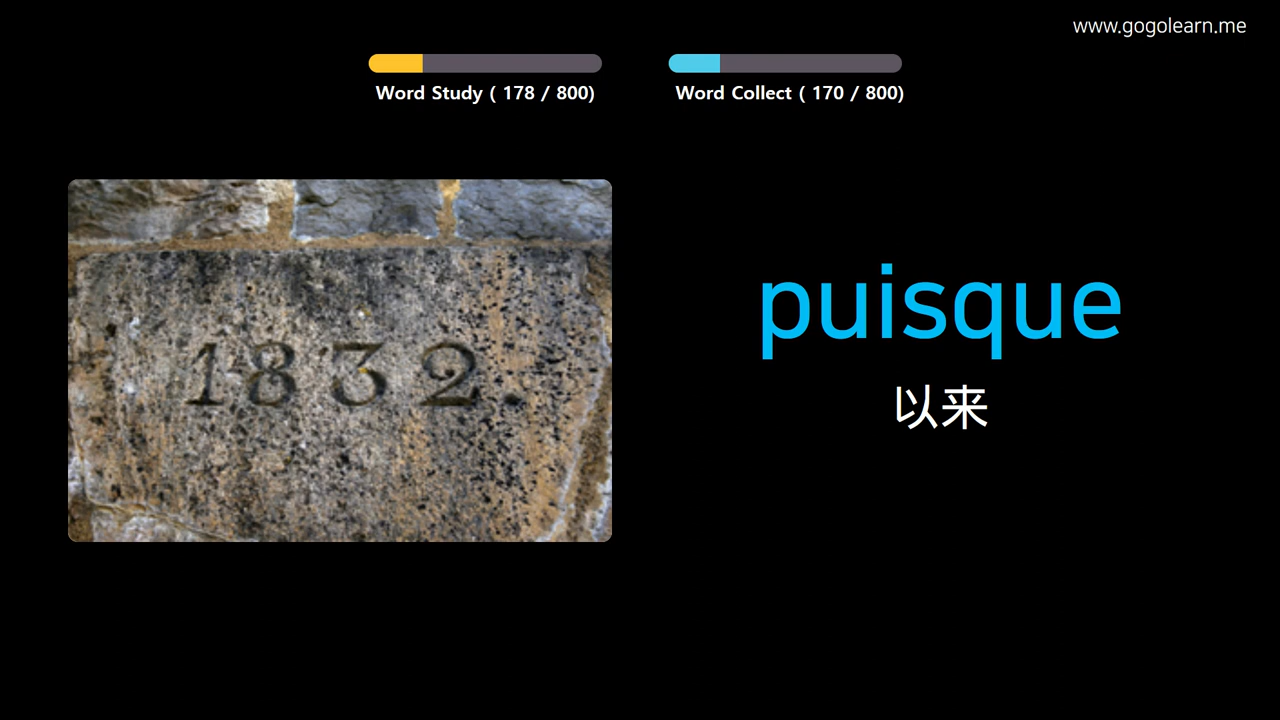 www.gogolearn.me
Word Study ( 178 / 800)
Word Collect ( 170 / 800)
1832.
puisque
以来